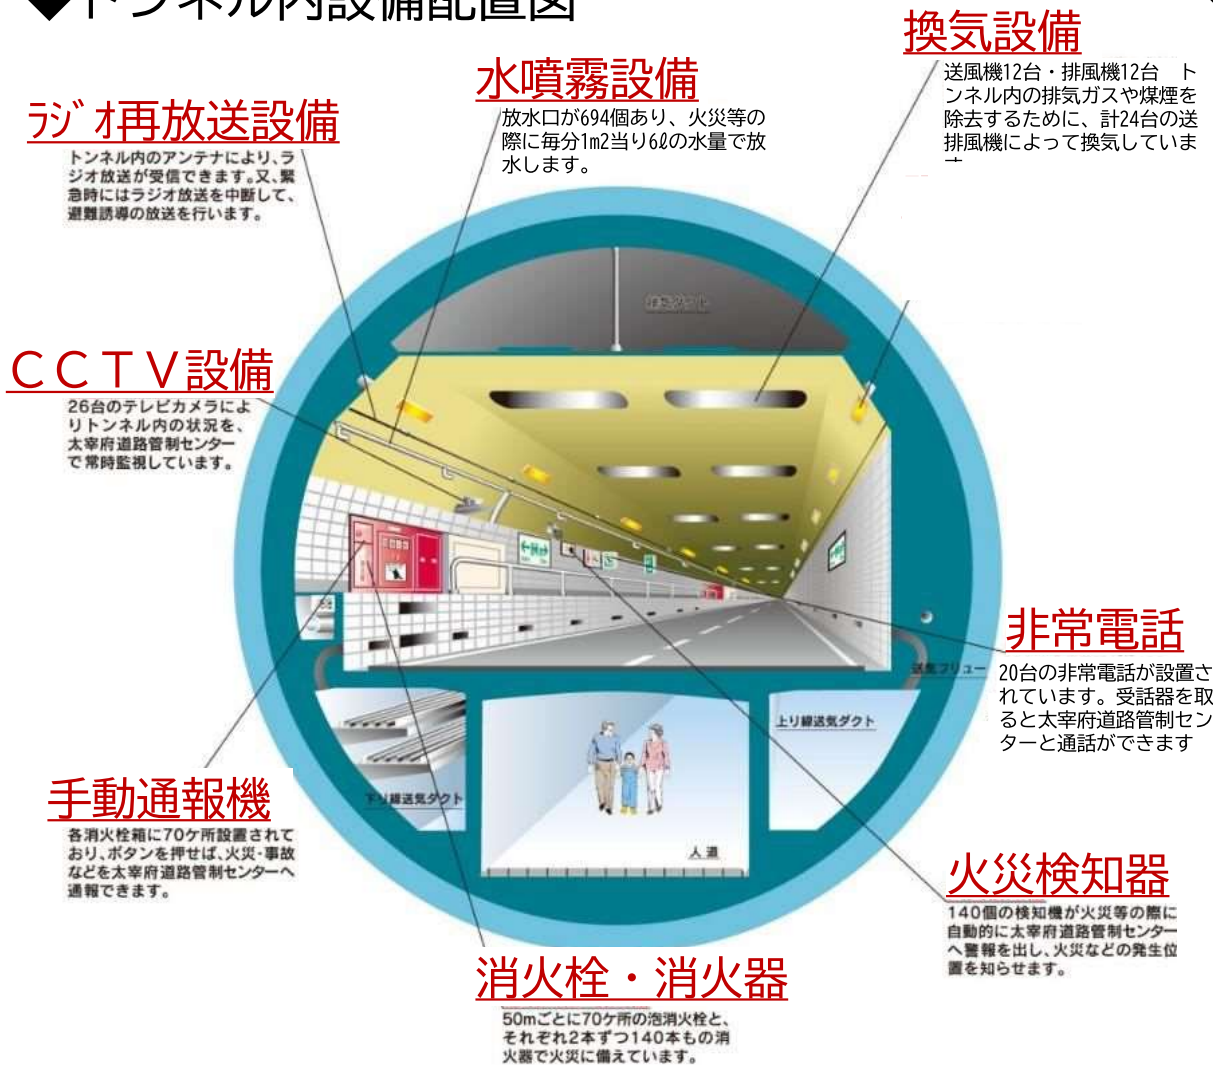 ◆トンネル内設備配置図
換気設備
送風機12台・排風機12台　ト
ンネル内の排気ガスや煤煙を
除去するために、計24台の送
排風機によって換気していま
水噴霧設備
放水口が694個あり、火災等の
際に毎分1m2当り6ℓの水量で放
水します。
ﾗｼﾞｵ再放送設備
トンネル内のアンテナにより、ラ
ジオ放送が受信できます。又、緊
急時にはラジオ放送を中断して、
避難誘導の放送を行います。
排気ダクト
ＣＣＴＶ設備
26台のテレビカメラによ
りトンネル内の状況を、
太宰府道路管制センター
で常時監視しています。
非常電話
20台の非常電話が設置さ
れています。受話器を取
ると太宰府道路管制セン
ターと通話ができます
送気フリュー
上り線送気ダクト
下り線送気ダクト
人道
手動通報機
各消火栓箱に70ケ所設置されて
おり、ボタンを押せば、火災・事故
などを太宰府道路管制センターへ
通報できます。
火災検知器
140個の検知機が火災等の際に
自動的に太宰府道路管制センター
へ警報を出し、火災などの発生位
置を知らせます。
消火栓・消火器
50mごとに70ケ所の泡消火栓と、
それぞれ2本ずつ140本もの消
火器で火災に備えています。